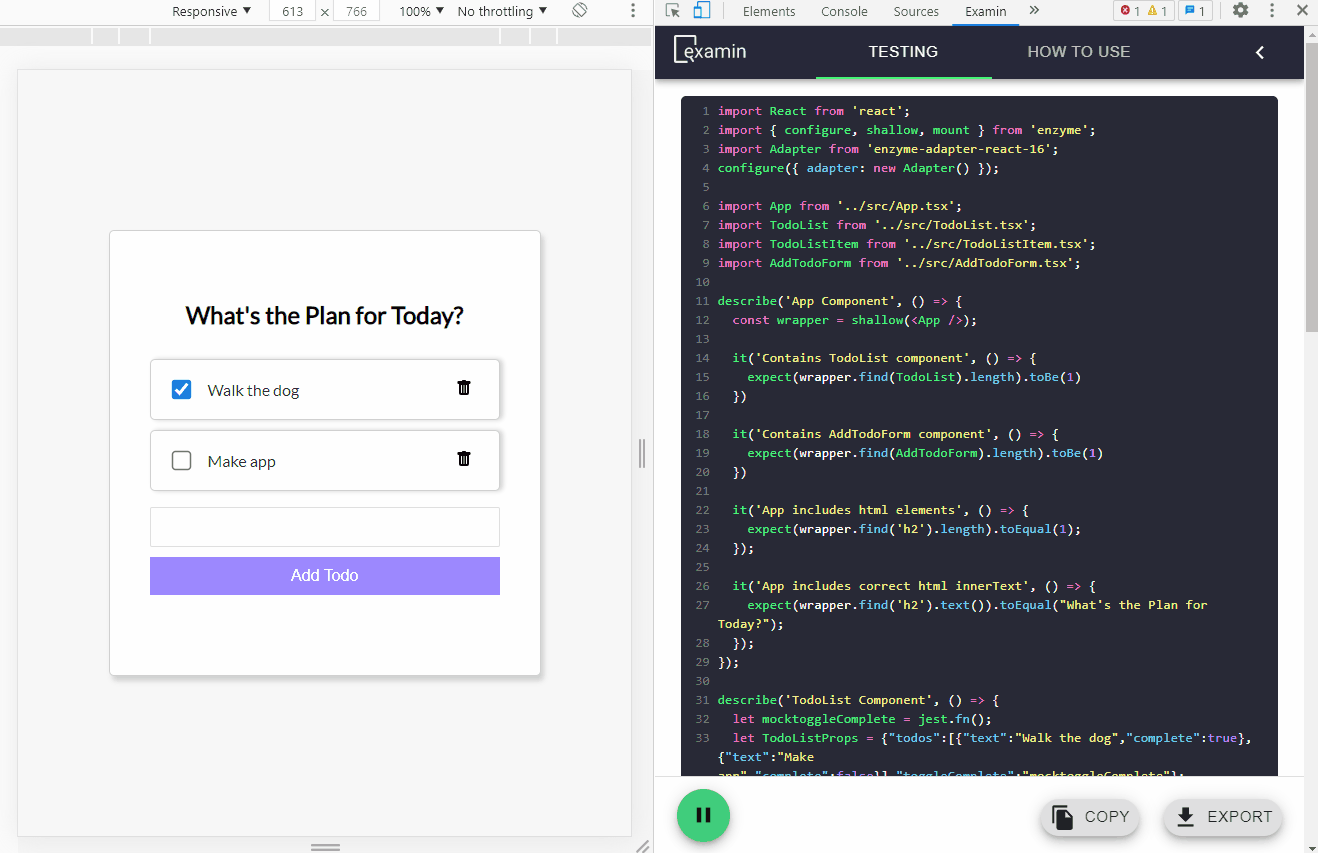 Responsive ▼ 613 x 766 100% ▼ No throttling ▼
Elements Console Sources Examin » 1 1 1
examin TESTING HOW TO USE
What's the Plan for Today?
Walk the dog
Make app
Add Todo
1 import React from 'react';
2 import { configure, shallow, mount } from 'enzyme';
3 import Adapter from 'enzyme-adapter-react-16';
4 configure({ adapter: new Adapter() });
5
6 import App from '../src/App.tsx';
7 import TodoList from '../src/TodoList.tsx';
8 import TodoListItem from '../src/TodoListItem.tsx';
9 import AddTodoForm from '../src/AddTodoForm.tsx';
10
11 describe('App Component', () => {
12 const wrapper = shallow(<App />);
13
14 it('Contains TodoList component', () => {
15 expect(wrapper.find(TodoList).length).toBe(1)
16 })
17
18 it('Contains AddTodoForm component', () => {
19 expect(wrapper.find(AddTodoForm).length).toBe(1)
20 })
21
22 it('App includes html elements', () => {
23 expect(wrapper.find('h2').length).toEqual(1);
24 });
25
26 it('App includes correct html innerText', () => {
27 expect(wrapper.find('h2').text()).toEqual("What's the Plan for
Today?");
28 });
29 });
30
31 describe('TodoList Component', () => {
32 let mocktoggleComplete = jest.fn();
33 let TodoListProps = {"todos":[{"text":"Walk the dog","complete":true},
{"text":"Make
app","complete":false}],"toggleComplete":"mocktoggleComplete"};
COPY EXPORT